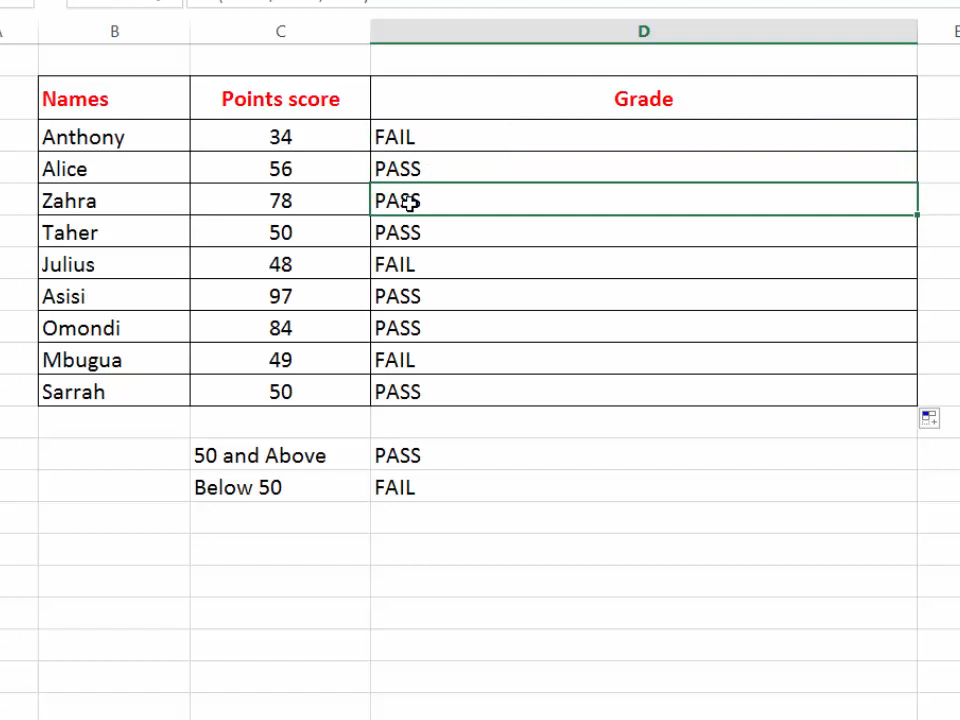 B C D
Names Points score Grade
Anthony 34 FAIL
Alice 56 PASS
Zahra 78 PASS
Taher 50 PASS
Julius 48 FAIL
Asisi 97 PASS
Omondi 84 PASS
Mbugua 49 FAIL
Sarrah 50 PASS
50 and Above PASS
Below 50 FAIL